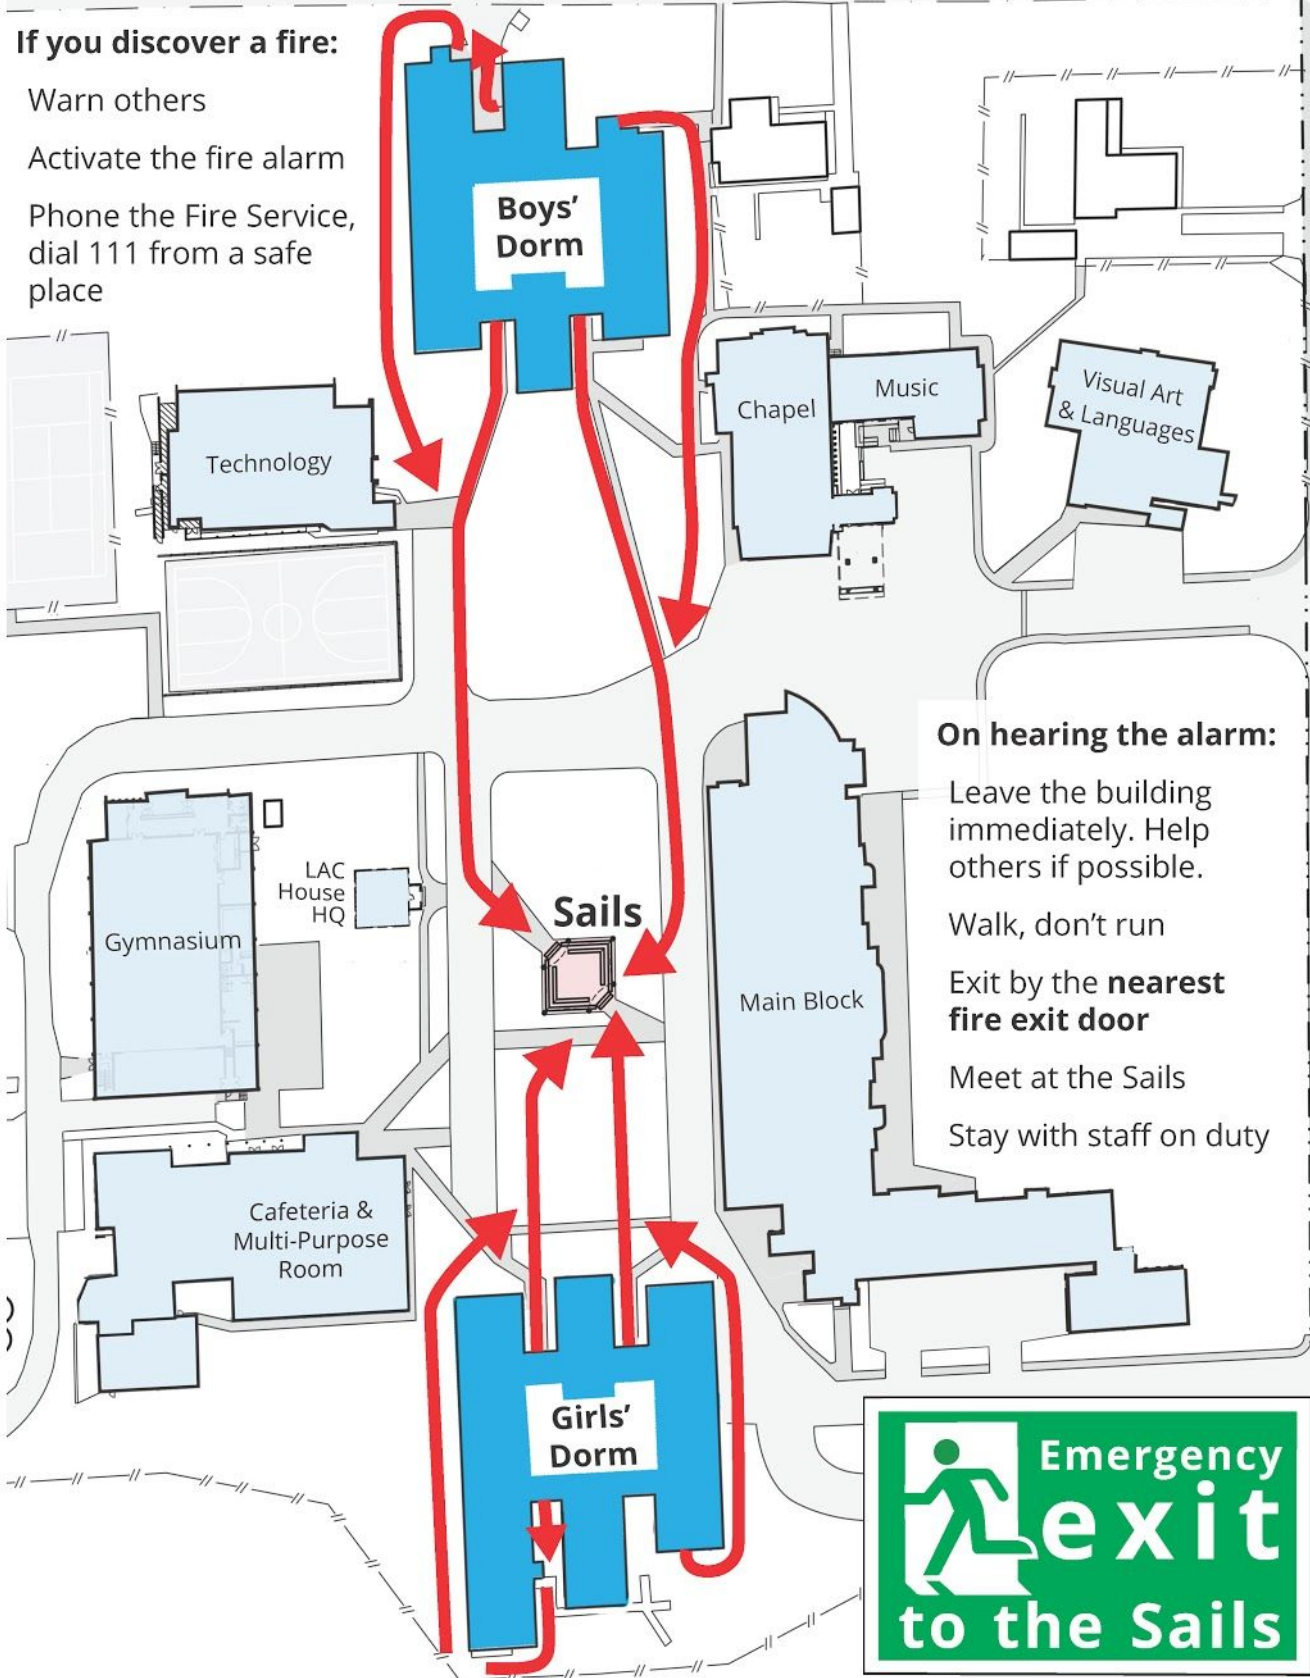 If you discover a fire:
Warn others
Activate the fire alarm
Phone the Fire Service,
dial 111 from a safe
place
Boys’
Dorm
Technology
Chapel
Music
Visual Art
& Languages
On hearing the alarm:
Leave the building
immediately. Help
others if possible.
Walk, don’t run
Exit by the nearest
fire exit door
Meet at the Sails
Stay with staff on duty
LAC
House
HQ
Gymnasium
Sails
Main Block
Cafeteria &
Multi-Purpose
Room
Girls’
Dorm
Emergency
exit
to the Sails